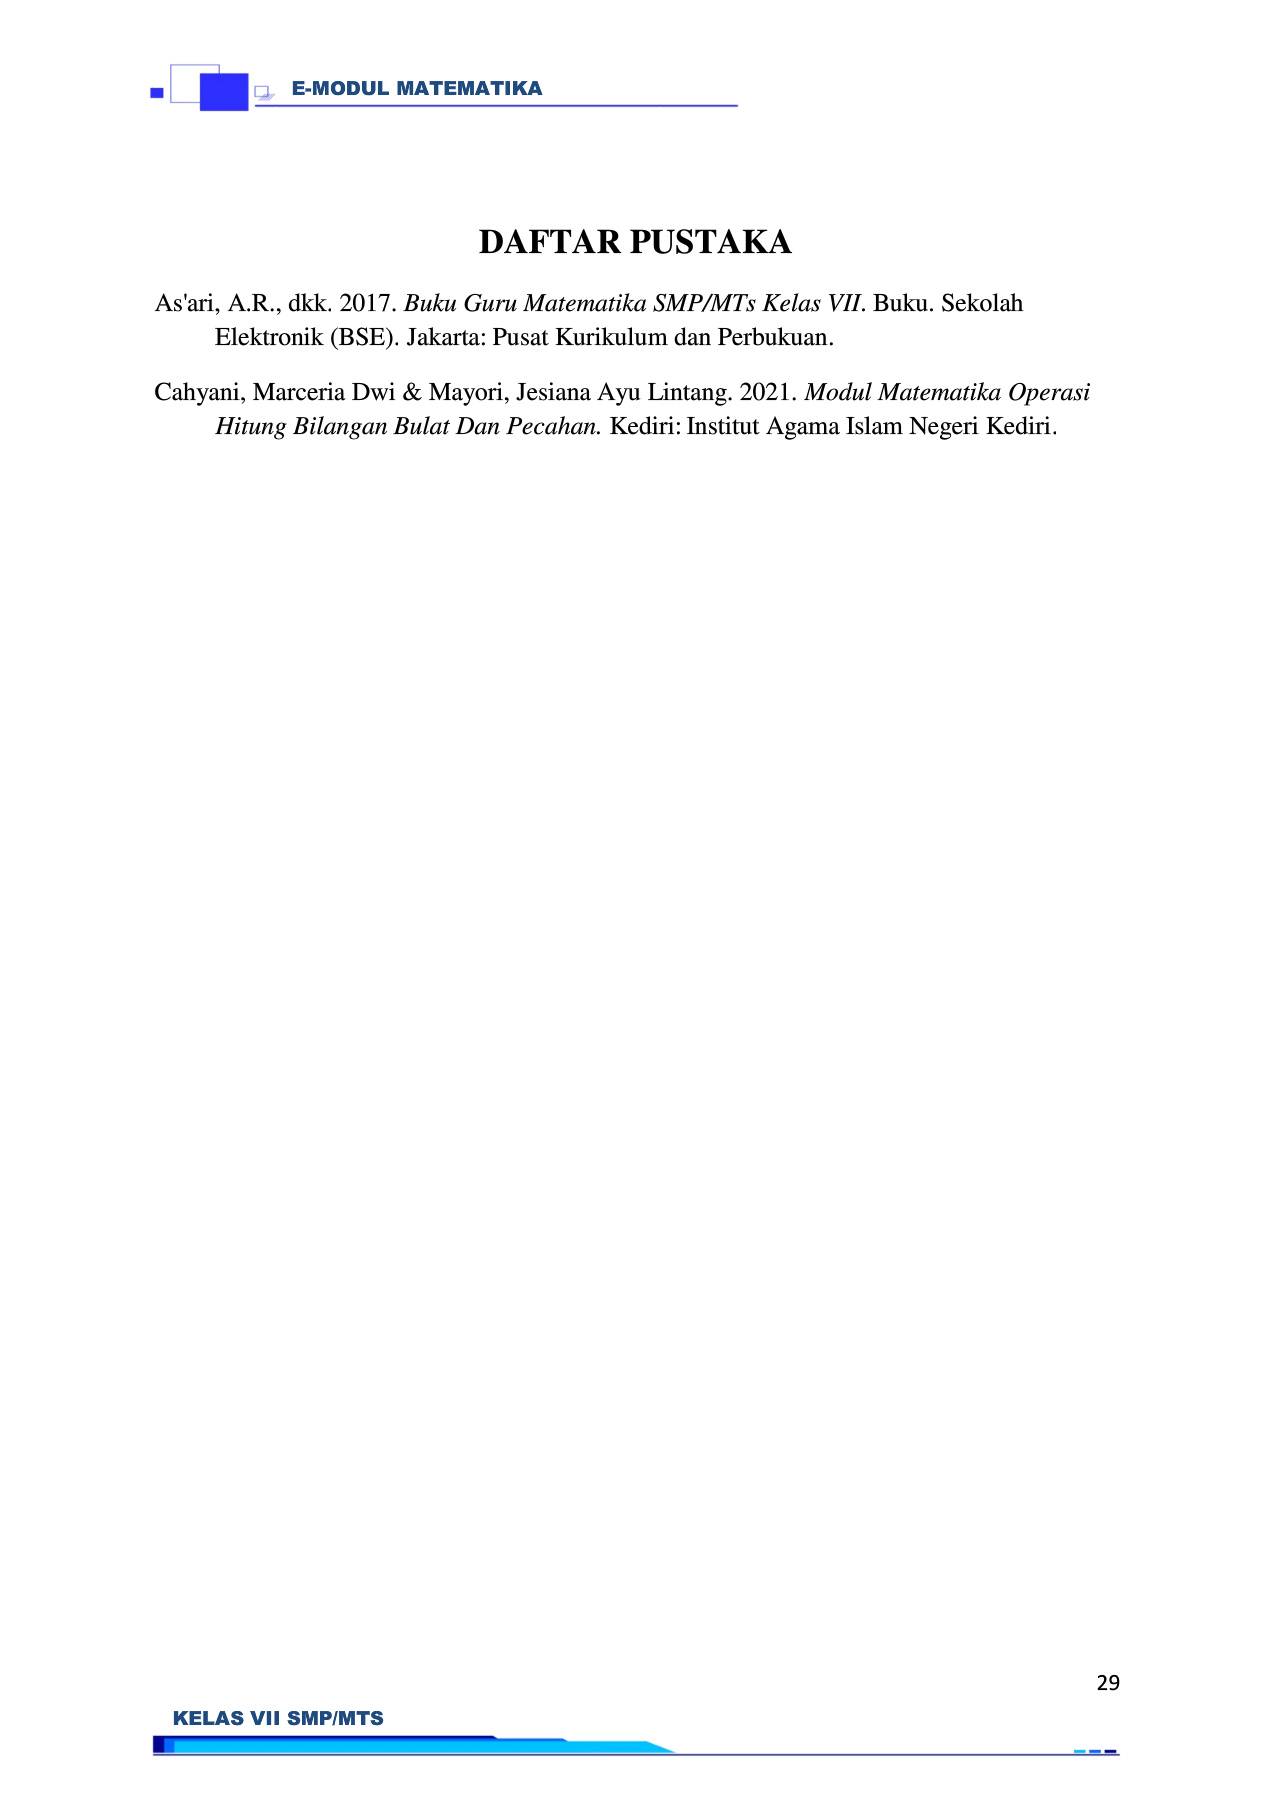 E-MODUL MATEMATIKA
DAFTAR PUSTAKA
As'ari, A.R., dkk. 2017. Buku Guru Matematika SMP/MTs Kelas VII. Buku. Sekolah
Elektronik (BSE). Jakarta: Pusat Kurikulum dan Perbukuan.
Cahyani, Marceria Dwi & Mayori, Jesiana Ayu Lintang. 2021. Modul Matematika Operasi
Hitung Bilangan Bulat Dan Pecahan. Kediri: Institut Agama Islam Negeri Kediri.
29
KELAS VII SMP/MTS